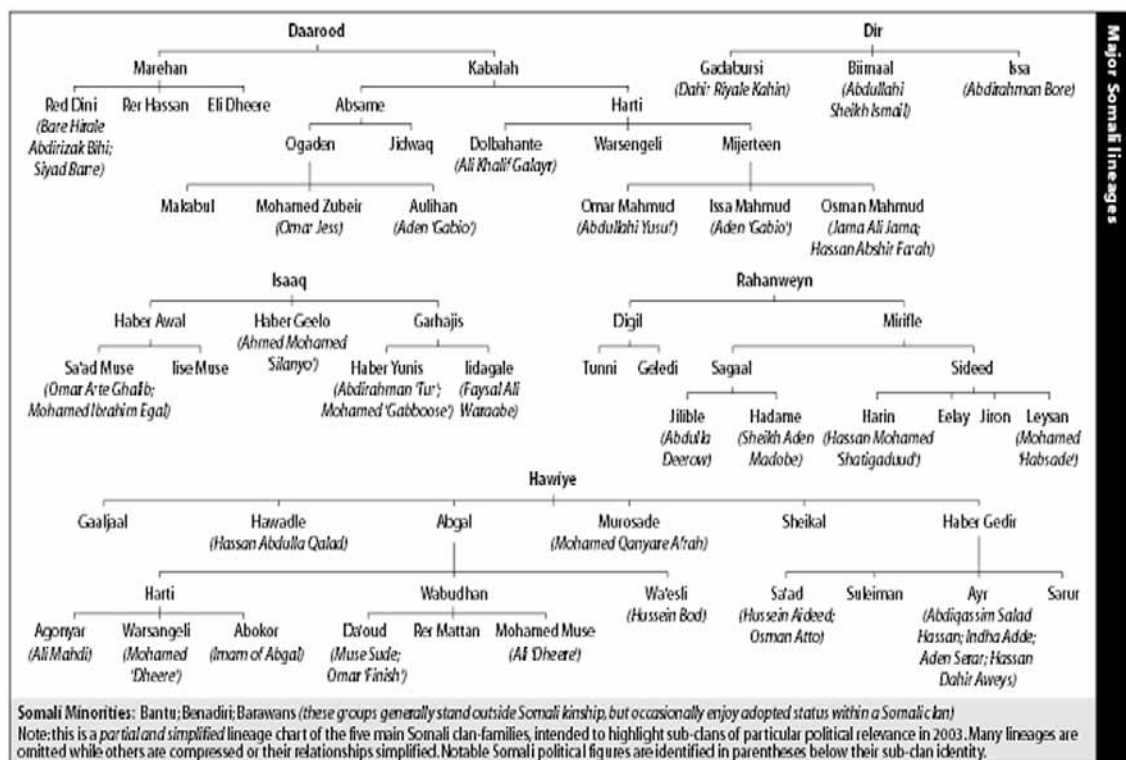 Major Somali lineages
Daarood
Dir
Marehan
Kabalah
Gadabursi
Biimaal
Issa
(Dahir Riyale Kahin)
(Abdullahi
Sheikh Ismail)
(Abdirahman Bore)
Red Dini
Rer Hassan
Eli Dheere
(Bare Hirale
Abdirizak Bihi;
Siyad Barre)
Absame
Harti
Ogaden
Jidwaq
Dolbahante
Warsengeli
Mijerteen
(Ali Khalif Galayr)
Makabul
Mohamed Zubeir
Aulihan
(Omar Jess)
(Aden 'Gabio')
Omar Mahmud
Issa Mahmud
Osman Mahmud
(Abdullahi Yusuf)
(Aden 'Gabio')
(Jama Ali Jama;
Hassan Abshir Farah)
Isaaq
Rahanweyn
Haber Awal
Haber Geelo
Garhajis
(Ahmed Mohamed
'Silanyo')
Digil
Mirifle
Sa'ad Muse
Iise Muse
(Omar Arte Ghalib;
Mohamed Ibrahim Egal)
Haber Yunis
Iidagale
(Abdirahman 'Tur';
Mohamed 'Gabboose')
(Faysal Ali
Waraabe)
Tunni
Geledi
Sagaal
Sideed
Jilible
Hadame
(Abdulla
Deerow)
(Sheikh Aden
Madobe)
Harin
Eelay
Jiron
Leysan
(Hassan Mohamed
'Shatigaduud')
(Mohamed
'Habsade')
Hawiye
Gaaljaal
Hawadle
Abgal
Murosade
Sheikal
Haber Gedir
(Hassan Abdulla Qalad)
(Mohamed Qanyare Afrah)
Harti
Wabudhan
Wa'esli
(Hussein Bod)
Sa'ad
Suleiman
Ayr
Sarur
(Hussein Aideed;
Osman Atto)
(Abdiqassim Salad
Hassan; Indha Adde;
Aden Serar; Hassan
Dahir Aweys)
Agonyar
Warsangeli
Abokor
(Ali Mahdi)
(Mohamed
'Dheere')
(Imam of Abgal)
Da'oud
Rer Mattan
Mohamed Muse
(Muse Sude;
Omar 'Finish')
(Ali 'Dheere')
Somali Minorities: Bantu; Benadiri; Barawans (these groups generally stand outside Somali kinship, but occasionally enjoy adopted status within a Somali clan)
Note: this is a partial and simplified lineage chart of the five main Somali clan-families, intended to highlight sub-clans of particular political relevance in 2003. Many lineages are
omitted while others are compressed or their relationships simplified. Notable Somali political figures are identified in parentheses below their sub-clan identity.